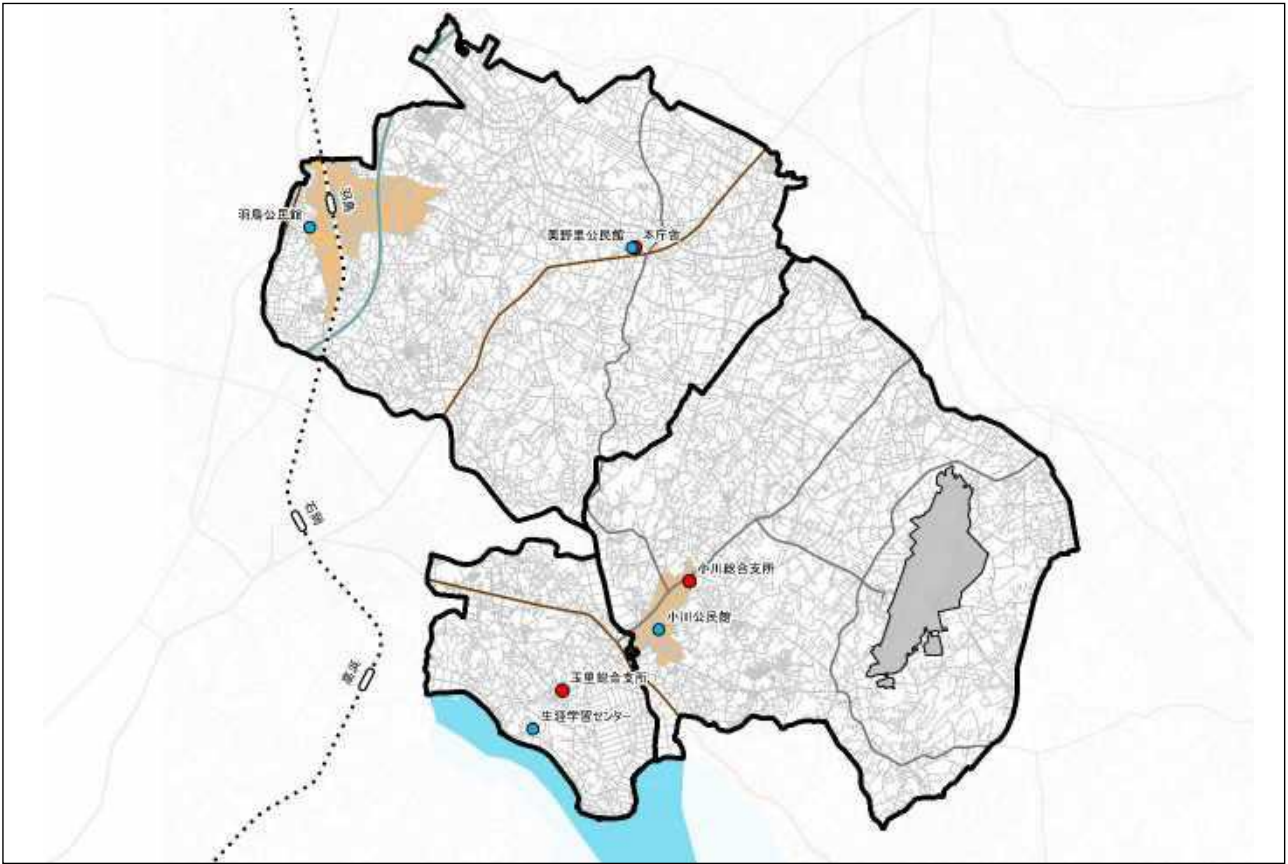 羽鳥
羽鳥公民館
美野里公民館
本庁舎
石岡
小川総合支所
小川公民館
高浜
玉里総合支所
生涯学習センター